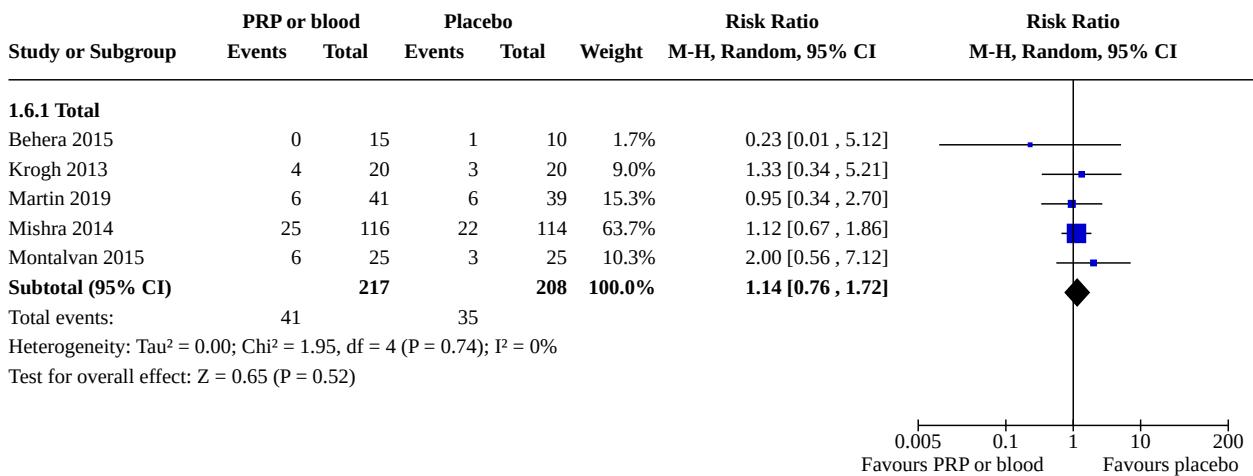 PRP or blood Placebo Risk Ratio Risk Ratio
Study or Subgroup Events Total Events Total Weight M-H, Random, 95% CI M-H, Random, 95% CI
1.6.1 Total
Behera 2015 0 15 1 10 1.7% 0.23 [0.01 , 5.12]
Krogh 2013 4 20 3 20 9.0% 1.33 [0.34 , 5.21]
Martin 2019 6 41 6 39 15.3% 0.95 [0.34 , 2.70]
Mishra 2014 25 116 22 114 63.7% 1.12 [0.67 , 1.86]
Montalvan 2015 6 25 3 25 10.3% 2.00 [0.56 , 7.12]
Subtotal (95% CI) 217 208 100.0% 1.14 [0.76 , 1.72]
Total events: 41 35
Heterogeneity: Tau² = 0.00; Chi² = 1.95, df = 4 (P = 0.74); I² = 0%
Test for overall effect: Z = 0.65 (P = 0.52)
0.005 0.1 1 10 200
Favours PRP or blood Favours placebo